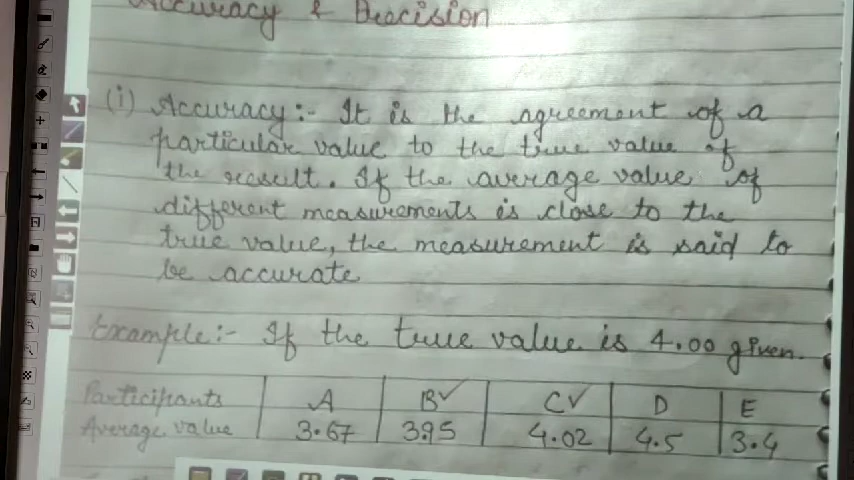 Accuracy & Precision
(i) Accuracy:- It is the agreement of a
particular value to the true value of
the result. If the average value of
different measurements is close to the
true value, the measurement is said to
be accurate
Example:- If the true value is 4.00 given.
Participants A B✓ C✓ D E
Average value 3.67 3.95 4.02 4.5 3.4